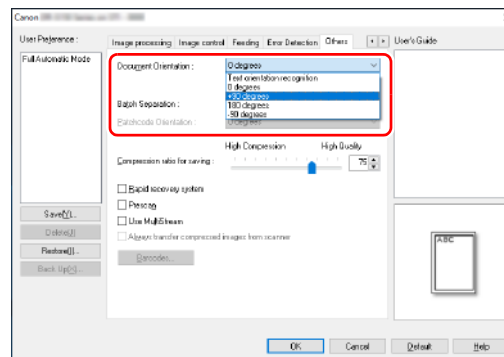 Canon
User Preference :
Full Automatic Mode
Save(Y)...
Delete(J)
Restore(I)...
Back Up(H)...
Image processing Image control Feeding Error Detection Others
Document Orientation : 0 degrees
Text orientation recognition
0 degrees
+90 degrees
180 degrees
-90 degrees
Batch Separation :
Patchcode Orientation : 0 degrees
High Compression High Quality
Compression ratio for saving : 75
Rapid recovery system
Prescan
Use MultiStream
Always transfer compressed images from scanner
Barcodes...
User's Guide
ABC
OK Cancel Default Help